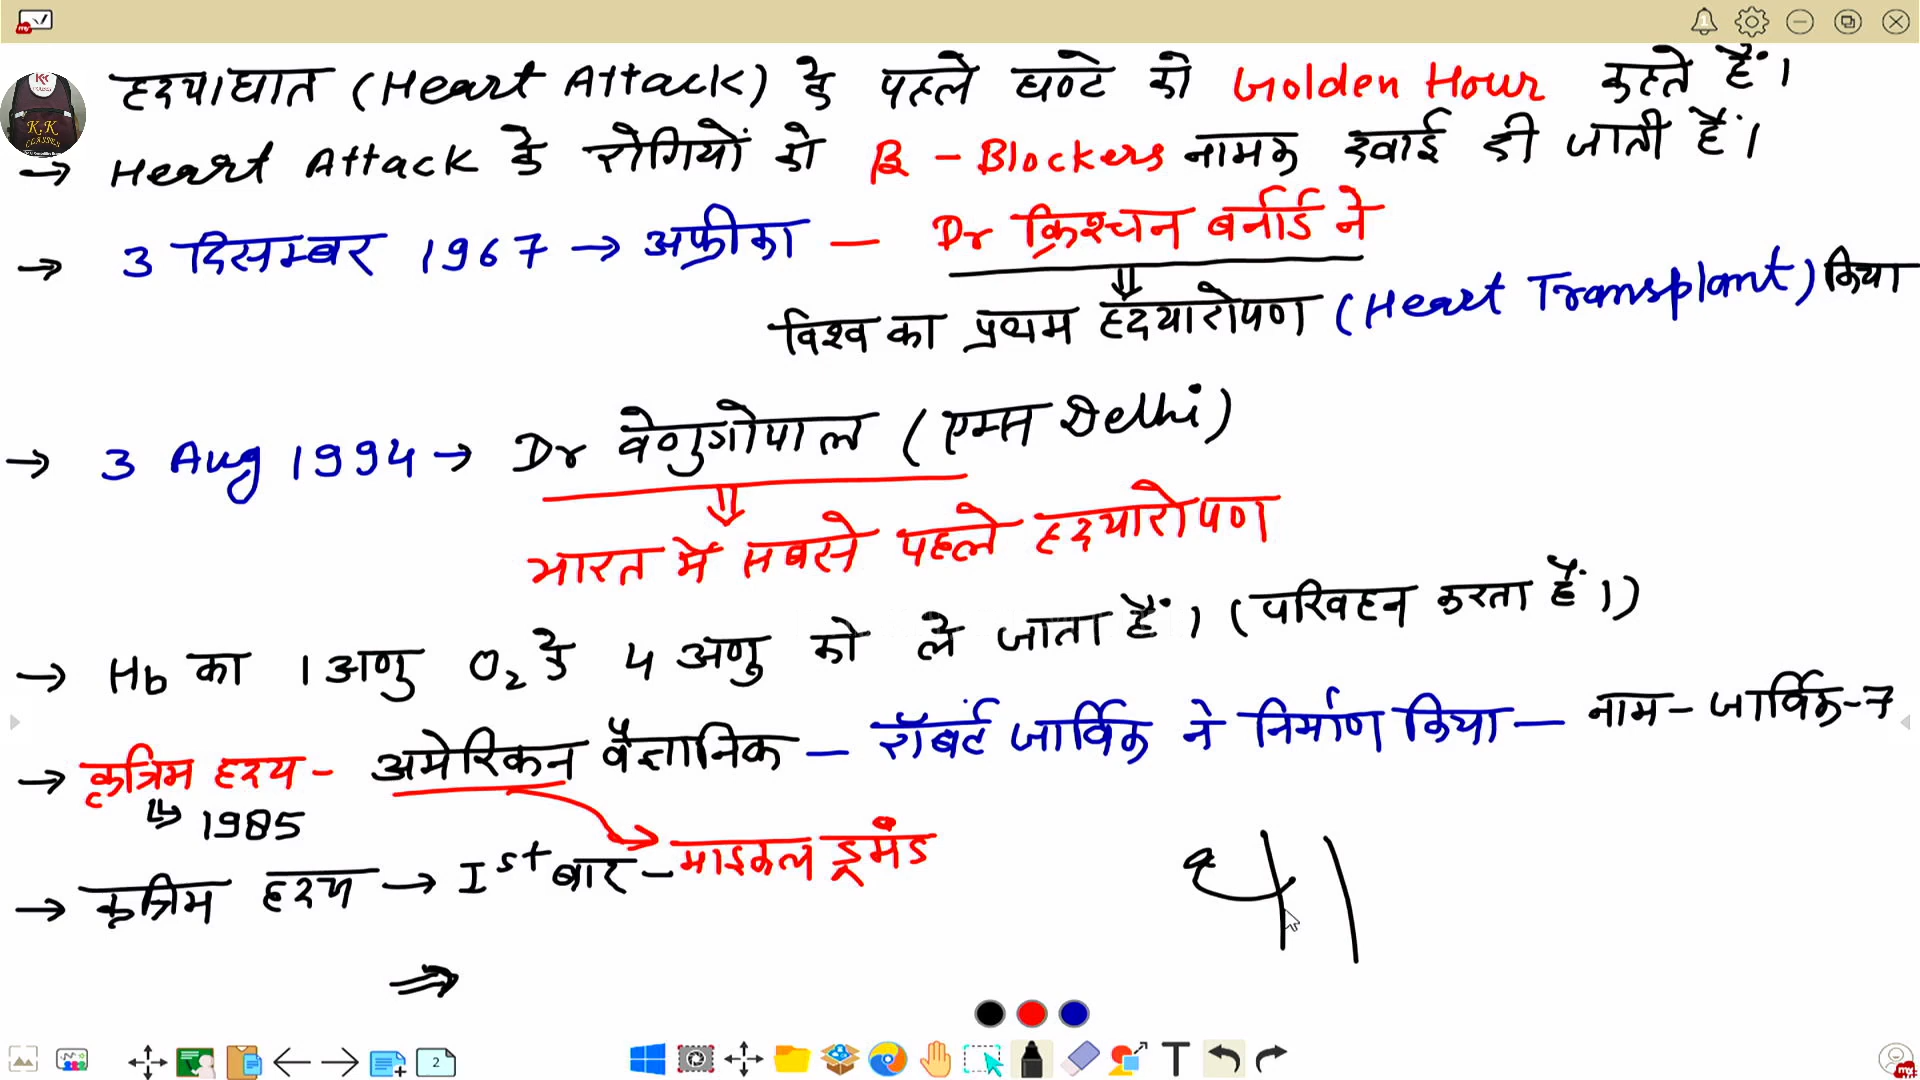 हृदयाघात (Heart Attack) के पहले घण्टे को Golden Hour कहते हैं।
→ Heart Attack के रोगियों को β - Blockers नामक दवाई दी जाती हैं।
→ 3 दिसम्बर 1967 → अफ्रीका - Dr क्रिश्चन बर्नार्ड ने
विश्व का प्रथम हृदयारोपण (Heart Transplant) किया
→ 3 Aug 1994 → Dr वेणुगोपाल (एम्स Delhi)
भारत में सबसे पहले हृदयारोपण
→ Hb का 1 अणु O₂ के 4 अणु को ले जाता हैं। (परिवहन करता हैं।)
→ कृत्रिम हृदय - अमेरिकन वैज्ञानिक - रॉबर्ट जार्विक ने निर्माण किया - नाम - जार्विक-7
↳ 1985
→ कृत्रिम हृदय → Ist बार - माइकल ड्रमंड
⇒
K.K
CLASSES
2
T